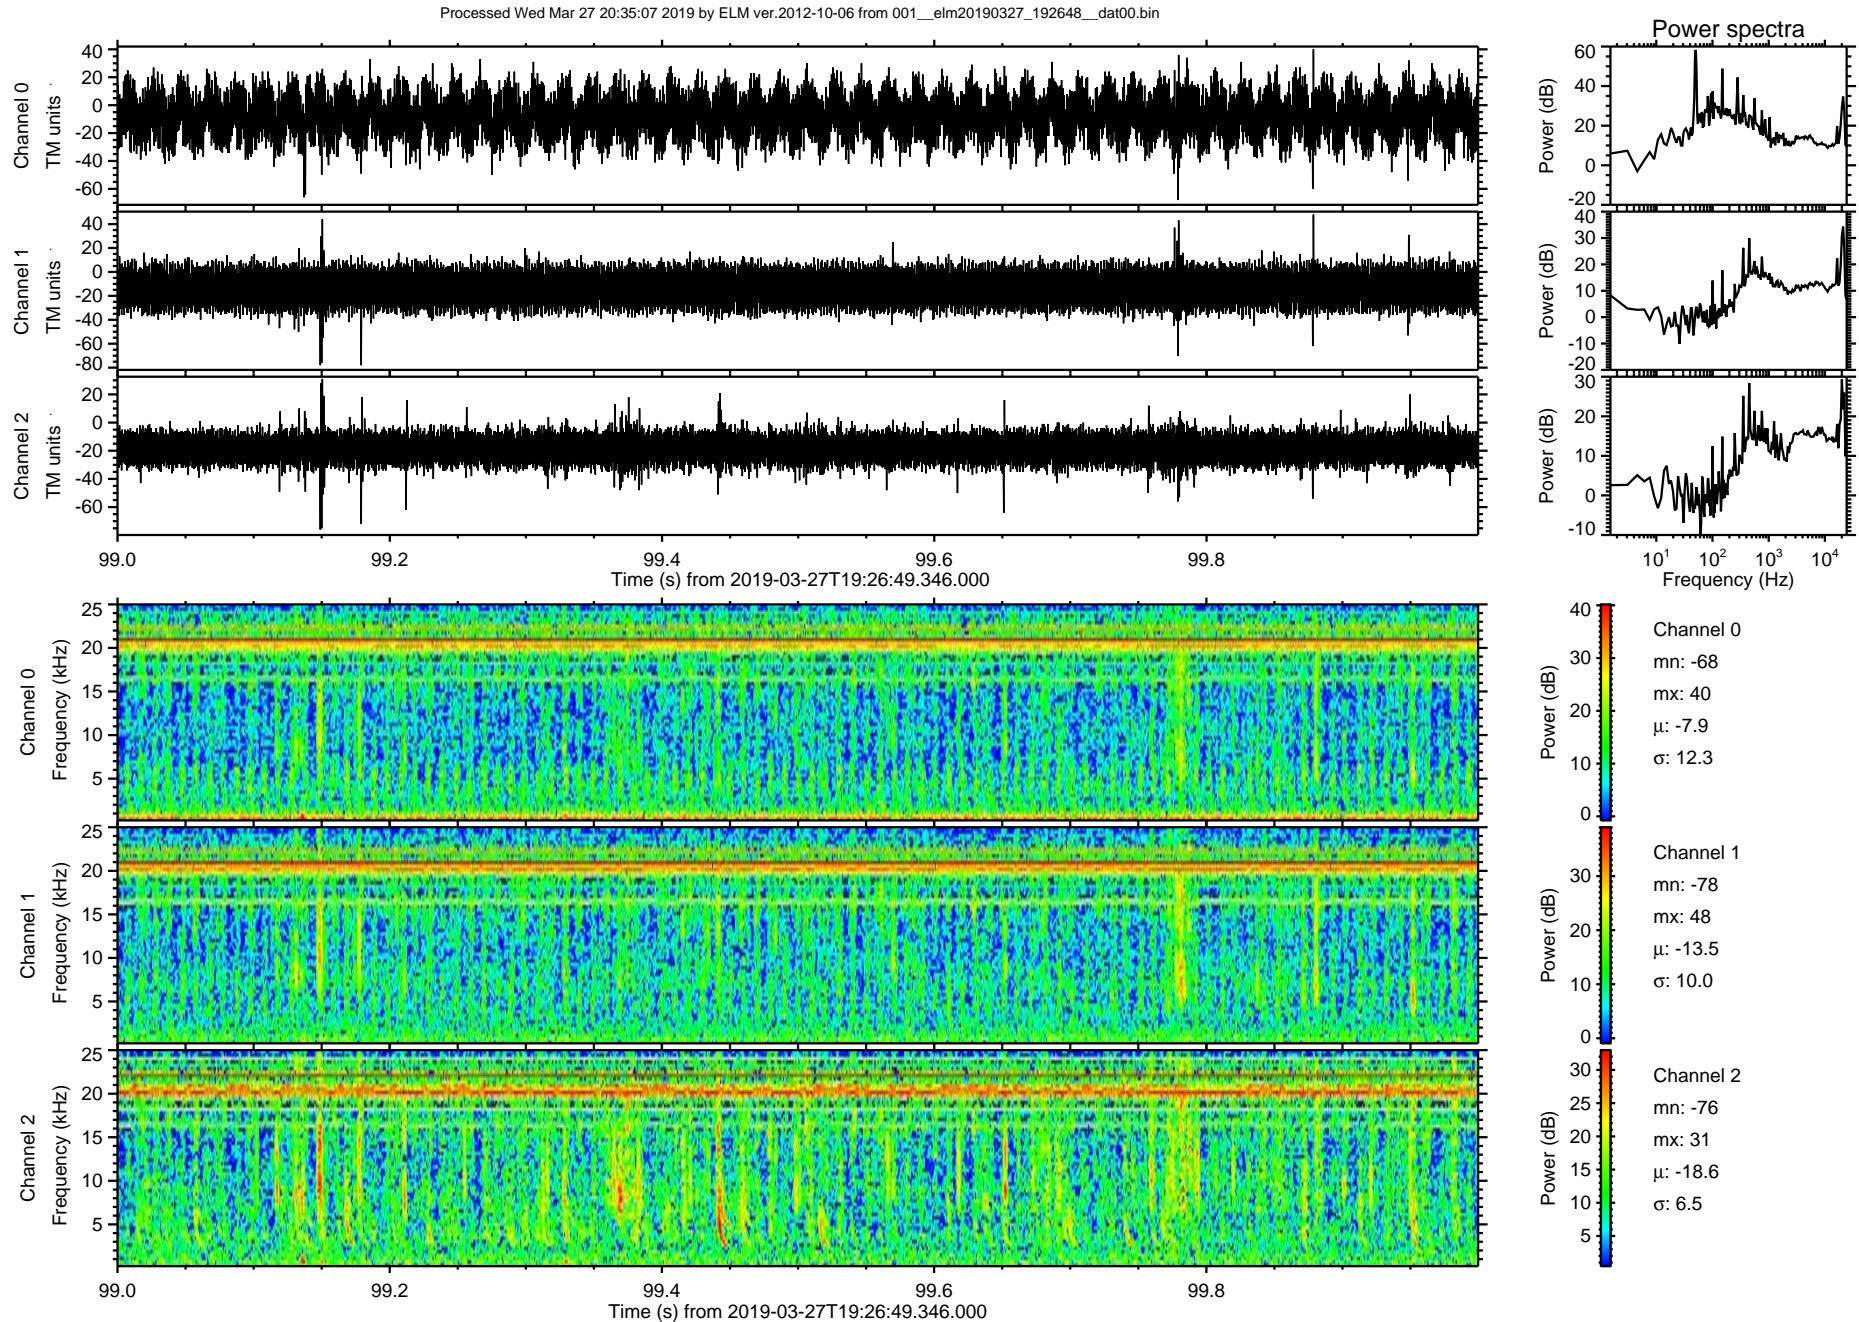 Processed Wed Mar 27 20:35:07 2019 by ELM ver.2012-10-06 from 001__elm20190327_192648__dat00.bin
Power spectra
Channel 0
TM units
40
20
0
-20
-40
-60
Power (dB)
60
40
20
0
-20
Channel 1
TM units
40
20
0
-20
-40
-60
-80
Power (dB)
40
30
20
10
0
-10
-20
Channel 2
TM units
20
0
-20
-40
-60
Power (dB)
30
20
10
0
-10
99.0 99.2 99.4 99.6 99.8
Time (s) from 2019-03-27T19:26:49.346.000
10^1 10^2 10^3 10^4
Frequency (Hz)
Channel 0
Frequency (kHz)
25
20
15
10
5
Power (dB)
40
30
20
10
0
Channel 0
mn: -68
mx: 40
μ: -7.9
σ: 12.3
Channel 1
Frequency (kHz)
25
20
15
10
5
Power (dB)
30
20
10
0
Channel 1
mn: -78
mx: 48
μ: -13.5
σ: 10.0
Channel 2
Frequency (kHz)
25
20
15
10
5
Power (dB)
30
25
20
15
10
5
Channel 2
mn: -76
mx: 31
μ: -18.6
σ: 6.5
99.0 99.2 99.4 99.6 99.8
Time (s) from 2019-03-27T19:26:49.346.000